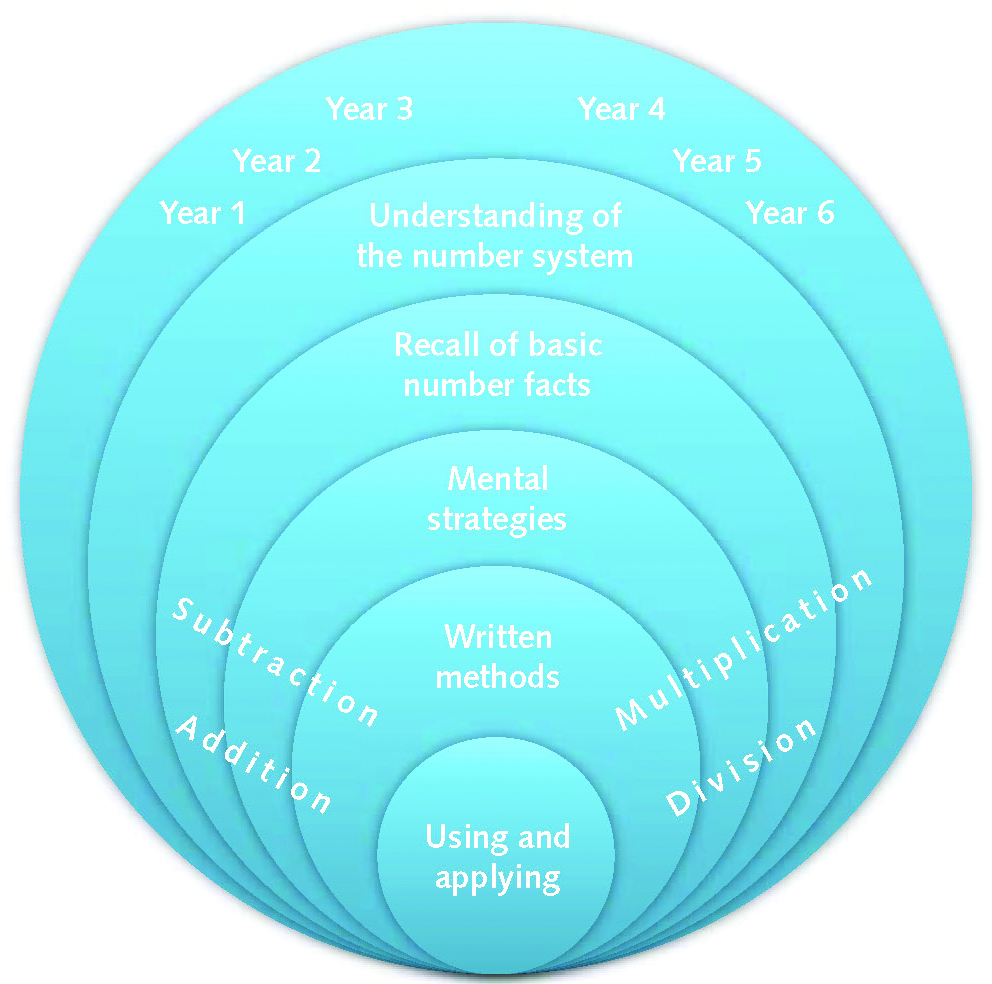 Year 3
Year 4
Year 2
Year 5
Year 1
Year 6
Understanding of
the number system
Recall of basic
number facts
Mental
strategies
Written
methods
Subtraction
Multiplication
Addition
Division
Using and
applying